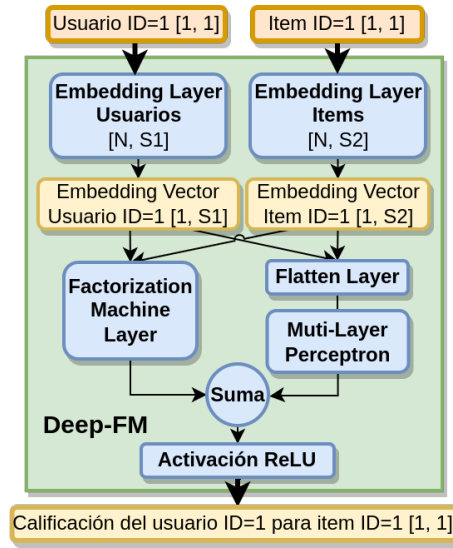 Usuario ID=1 [1, 1]
Item ID=1 [1, 1]
Embedding Layer
Usuarios
[N, S1]
Embedding Layer
Items
[N, S2]
Embedding Vector
Usuario ID=1 [1, S1]
Embedding Vector
Item ID=1 [1, S2]
Factorization
Machine
Layer
Flatten Layer
Muti-Layer
Perceptron
Suma
Deep-FM
Activación ReLU
Calificación del usuario ID=1 para item ID=1 [1, 1]